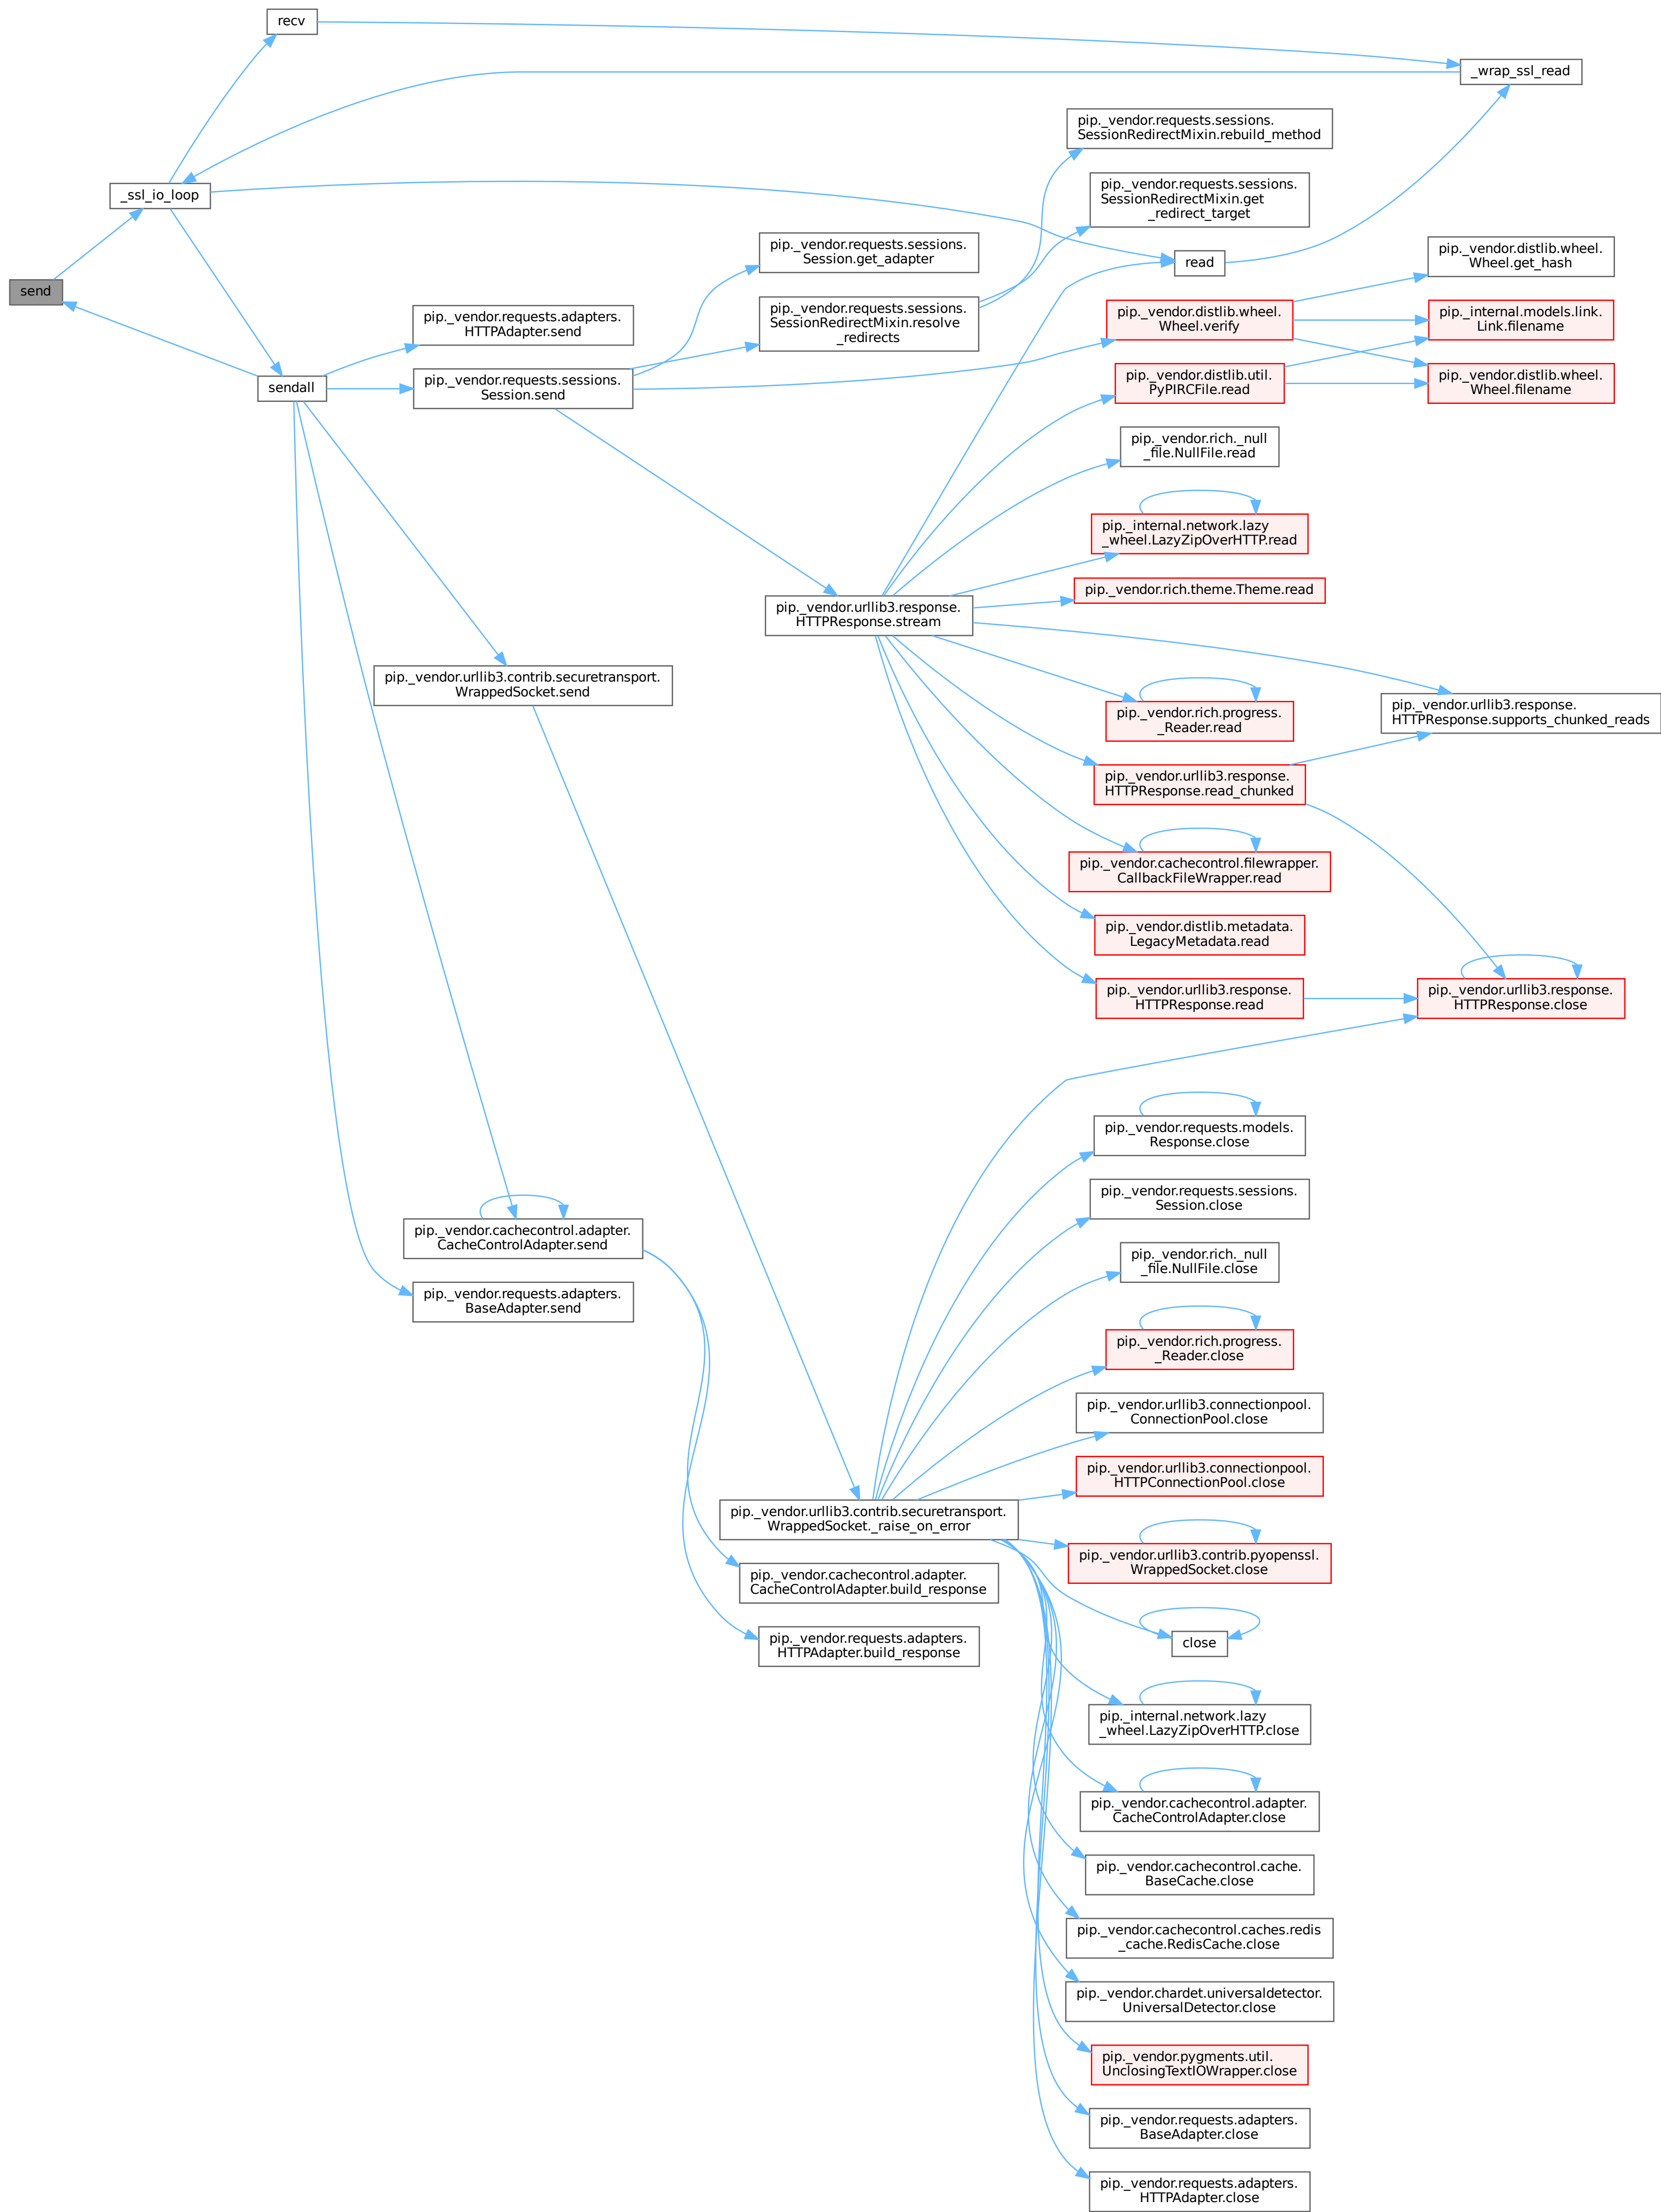 recv
_wrap_ssl_read
pip._vendor.requests.sessions.
SessionRedirectMixin.rebuild_method
_ssl_io_loop
pip._vendor.requests.sessions.
SessionRedirectMixin.get
_redirect_target
pip._vendor.requests.sessions.
Session.get_adapter
read
pip._vendor.distlib.wheel.
Wheel.get_hash
send
pip._vendor.requests.adapters.
HTTPAdapter.send
pip._vendor.requests.sessions.
SessionRedirectMixin.resolve
_redirects
pip._vendor.distlib.wheel.
Wheel.verify
pip._internal.models.link.
Link.filename
sendall
pip._vendor.requests.sessions.
Session.send
pip._vendor.distlib.util.
PyPIRCFile.read
pip._vendor.distlib.wheel.
Wheel.filename
pip._vendor.rich._null
_file.NullFile.read
pip._internal.network.lazy
_wheel.LazyZipOverHTTP.read
pip._vendor.rich.theme.Theme.read
pip._vendor.urllib3.response.
HTTPResponse.stream
pip._vendor.urllib3.contrib.securetransport.
WrappedSocket.send
pip._vendor.rich.progress.
_Reader.read
pip._vendor.urllib3.response.
HTTPResponse.supports_chunked_reads
pip._vendor.urllib3.response.
HTTPResponse.read_chunked
pip._vendor.cachecontrol.filewrapper.
CallbackFileWrapper.read
pip._vendor.distlib.metadata.
LegacyMetadata.read
pip._vendor.urllib3.response.
HTTPResponse.read
pip._vendor.urllib3.response.
HTTPResponse.close
pip._vendor.requests.models.
Response.close
pip._vendor.requests.sessions.
Session.close
pip._vendor.cachecontrol.adapter.
CacheControlAdapter.send
pip._vendor.rich._null
_file.NullFile.close
pip._vendor.requests.adapters.
BaseAdapter.send
pip._vendor.rich.progress.
_Reader.close
pip._vendor.urllib3.connectionpool.
ConnectionPool.close
pip._vendor.urllib3.connectionpool.
HTTPConnectionPool.close
pip._vendor.urllib3.contrib.securetransport.
WrappedSocket._raise_on_error
pip._vendor.urllib3.contrib.pyopenssl.
WrappedSocket.close
pip._vendor.cachecontrol.adapter.
CacheControlAdapter.build_response
close
pip._vendor.requests.adapters.
HTTPAdapter.build_response
pip._internal.network.lazy
_wheel.LazyZipOverHTTP.close
pip._vendor.cachecontrol.adapter.
CacheControlAdapter.close
pip._vendor.cachecontrol.cache.
BaseCache.close
pip._vendor.cachecontrol.caches.redis
_cache.RedisCache.close
pip._vendor.chardet.universaldetector.
UniversalDetector.close
pip._vendor.pygments.util.
UnclosingTextIOWrapper.close
pip._vendor.requests.adapters.
BaseAdapter.close
pip._vendor.requests.adapters.
HTTPAdapter.close